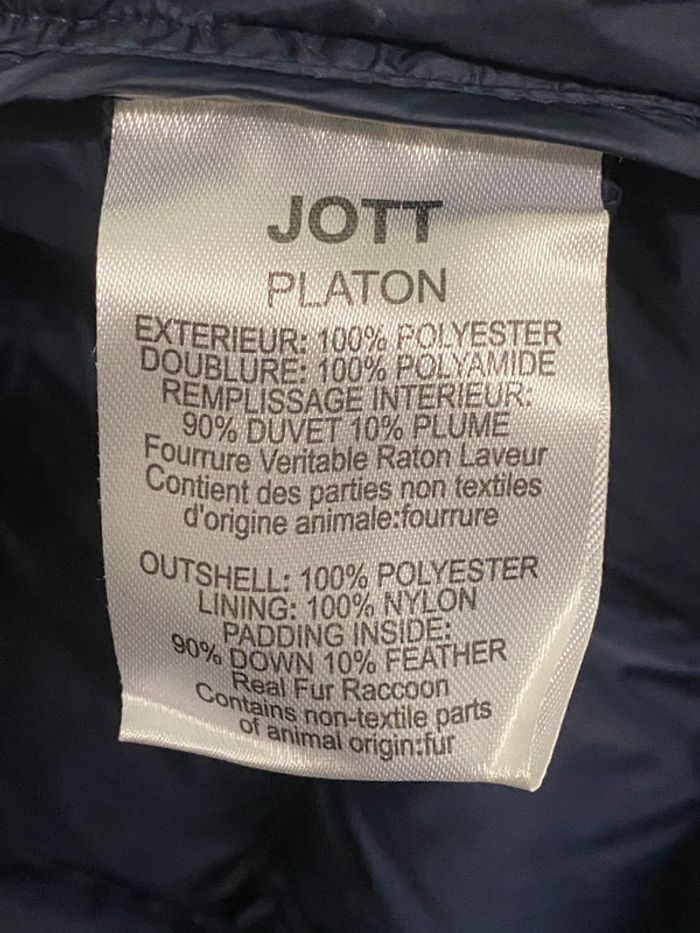 JOTT
PLATON
EXTERIEUR: 100% POLYESTER
DOUBLURE: 100% POLYAMIDE
REMPLISSAGE INTERIEUR:
90% DUVET 10% PLUME
Fourrure Veritable Raton Laveur
Contient des parties non textiles
d'origine animale:fourrure
OUTSHELL: 100% POLYESTER
LINING: 100% NYLON
PADDING INSIDE:
90% DOWN 10% FEATHER
Real Fur Raccoon
Contains non-textile parts
of animal origin:fur